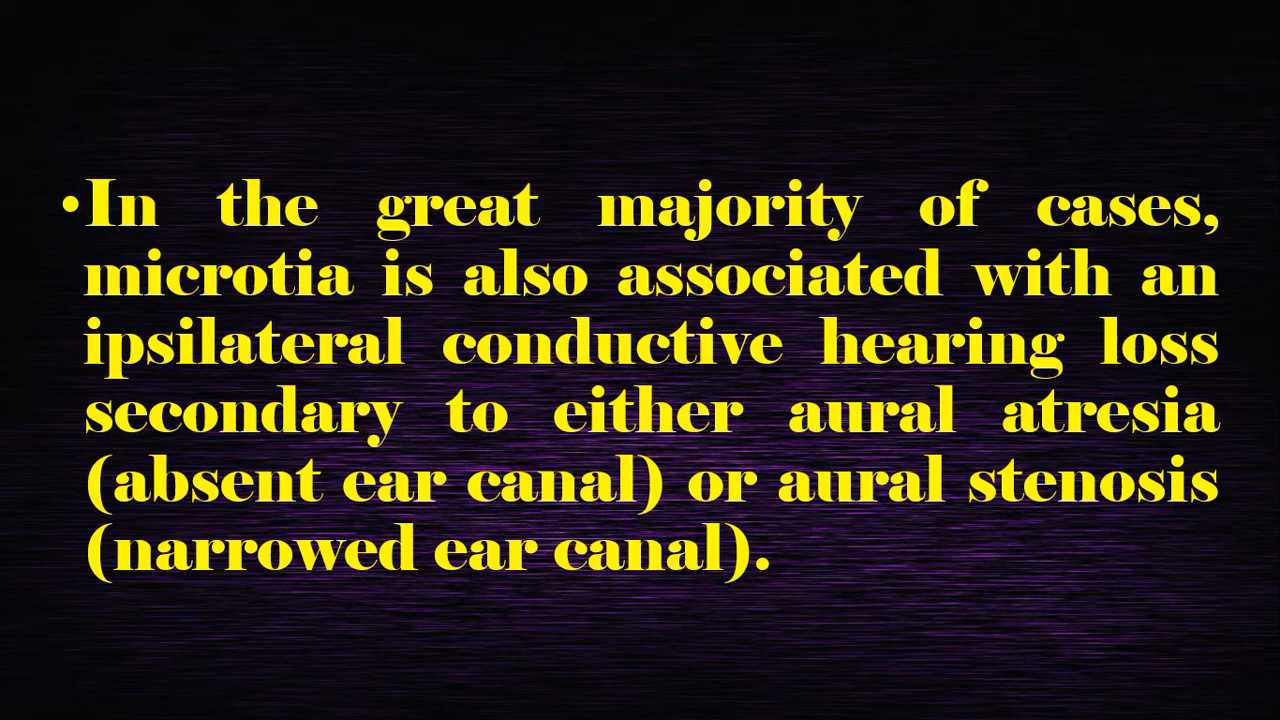 •In the great majority of cases,
microtia is also associated with an
ipsilateral conductive hearing loss
secondary to either aural atresia
(absent ear canal) or aural stenosis
(narrowed ear canal).